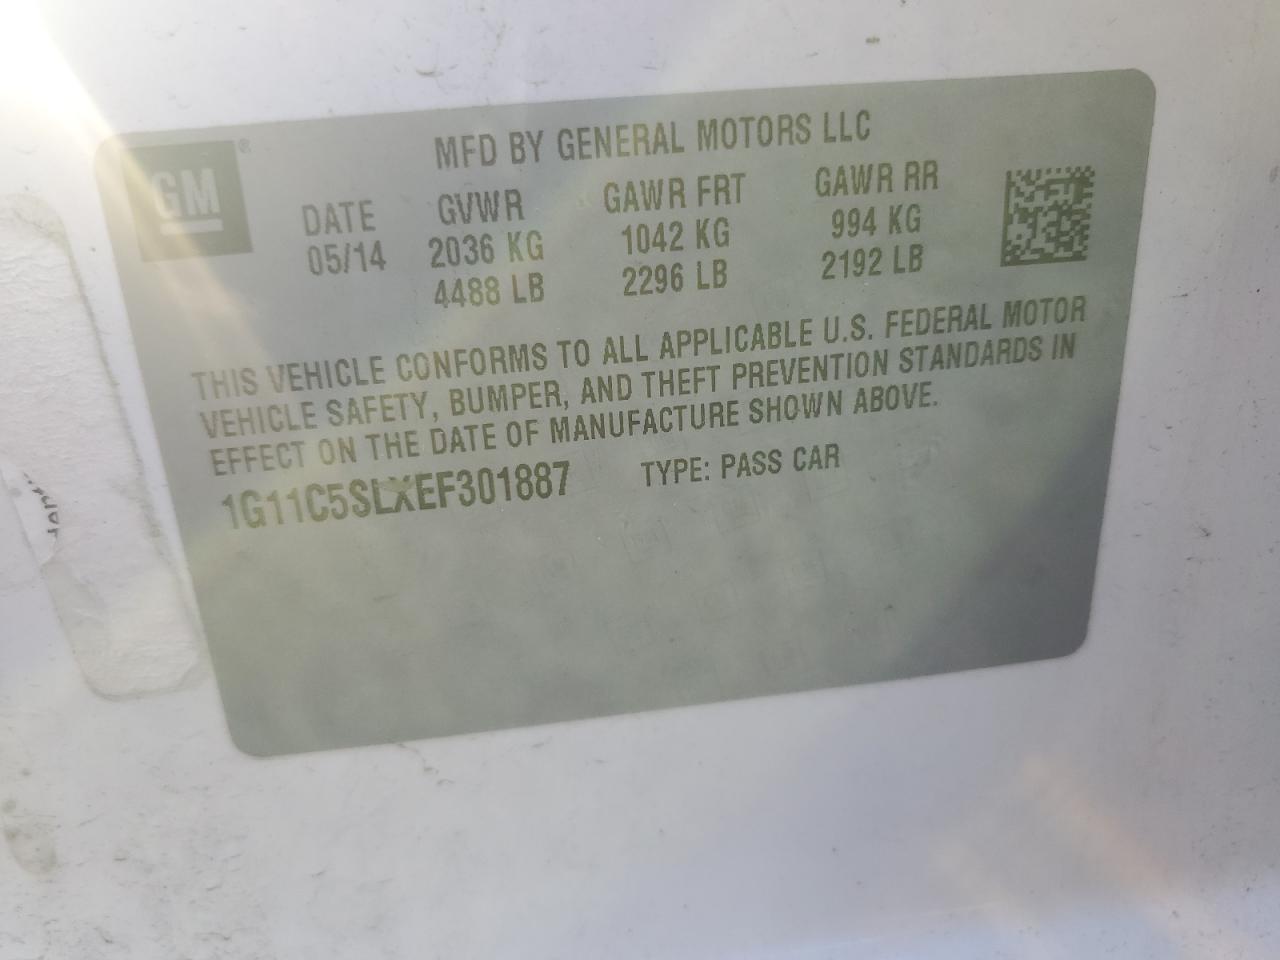 GM®
MFD BY GENERAL MOTORS LLC
DATE GVWR GAWR FRT GAWR RR
05/14 2036 KG 1042 KG 994 KG
4488 LB 2296 LB 2192 LB
THIS VEHICLE CONFORMS TO ALL APPLICABLE U.S. FEDERAL MOTOR
VEHICLE SAFETY, BUMPER, AND THEFT PREVENTION STANDARDS IN
EFFECT ON THE DATE OF MANUFACTURE SHOWN ABOVE.
1G11C5SLXEF301887 TYPE: PASS CAR